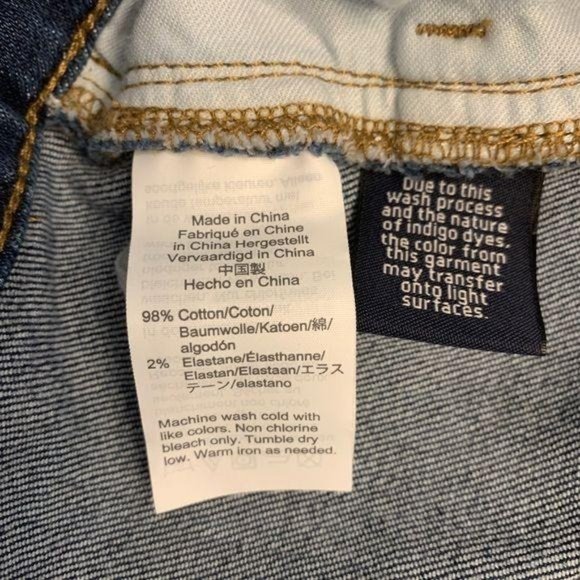 Made in China
Fabriqué en Chine
in China Hergestellt
Vervaardigd in China
中国製
Hecho en China
98% Cotton/Coton/
Baumwolle/Katoen/綿/
algodón
2% Elastane/Élasthanne/
Elastan/Elastaan/エラス
テーン/elastano
Machine wash cold with
like colors. Non chlorine
bleach only. Tumble dry
low. Warm iron as needed.
Due to this
wash process
and the nature
of indigo dyes,
the color from
this garment
may transfer
onto light
surfaces.